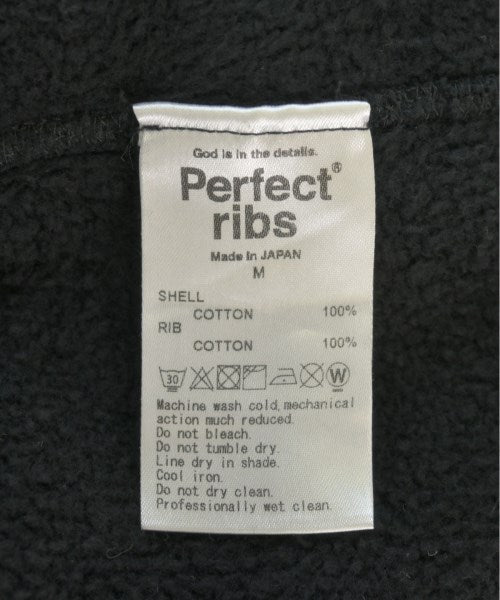 God is in the details.
Perfect®
ribs
Made in JAPAN
M
SHELL
COTTON 100%
RIB
COTTON 100%
30 W
Machine wash cold, mechanical
action much reduced.
Do not bleach.
Do not tumble dry.
Line dry in shade.
Cool iron.
Do not dry clean.
Professionally wet clean.